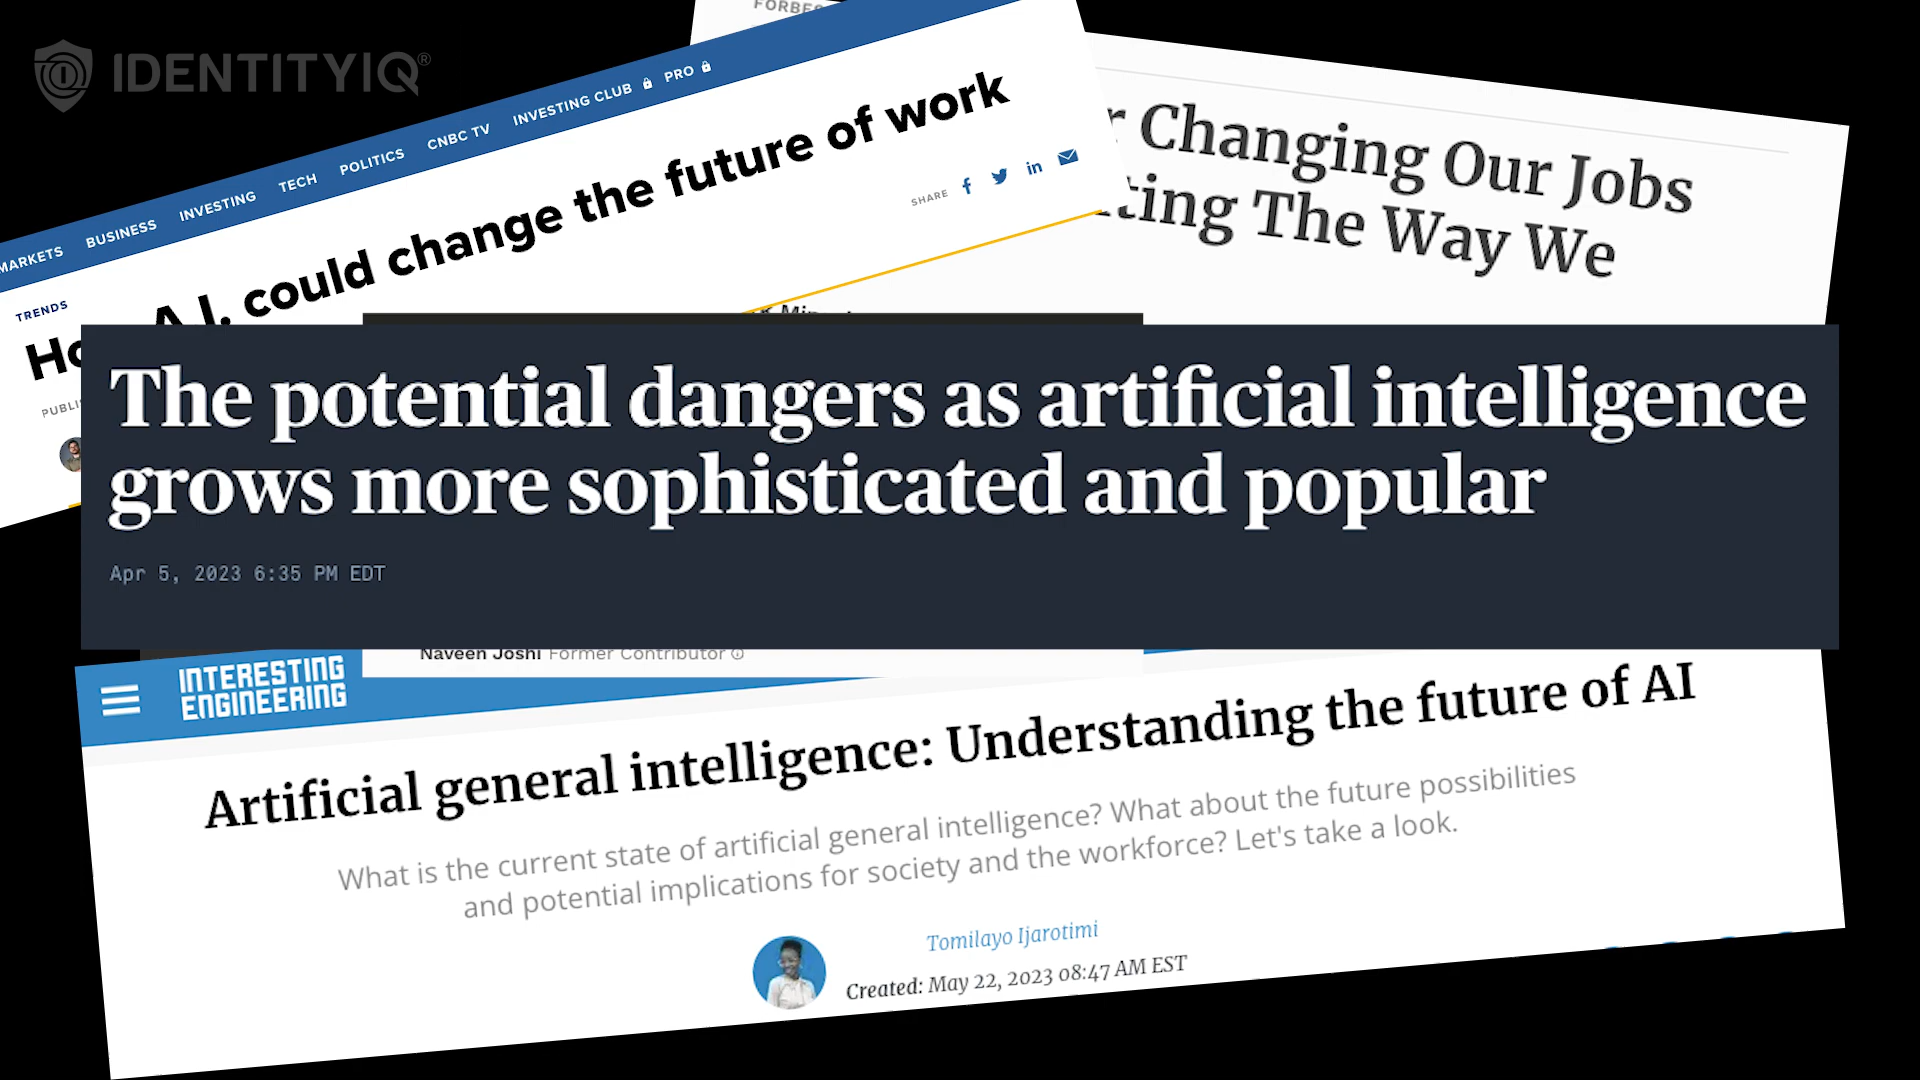 IDENTITYIQ®
FORBES
MARKETS BUSINESS INVESTING TECH POLITICS CNBC TV INVESTING CLUB PRO
TRENDS
A.I. could change the future of work
SHARE
Changing Our Jobs
The Way We
The potential dangers as artificial intelligence
grows more sophisticated and popular
Apr 5, 2023 6:35 PM EDT
Naveen Joshi Former Contributor
INTERESTING
ENGINEERING
Artificial general intelligence: Understanding the future of AI
What is the current state of artificial general intelligence? What about the future possibilities
and potential implications for society and the workforce? Let's take a look.
Tomilayo Ijarotimi
Created: May 22, 2023 08:47 AM EST